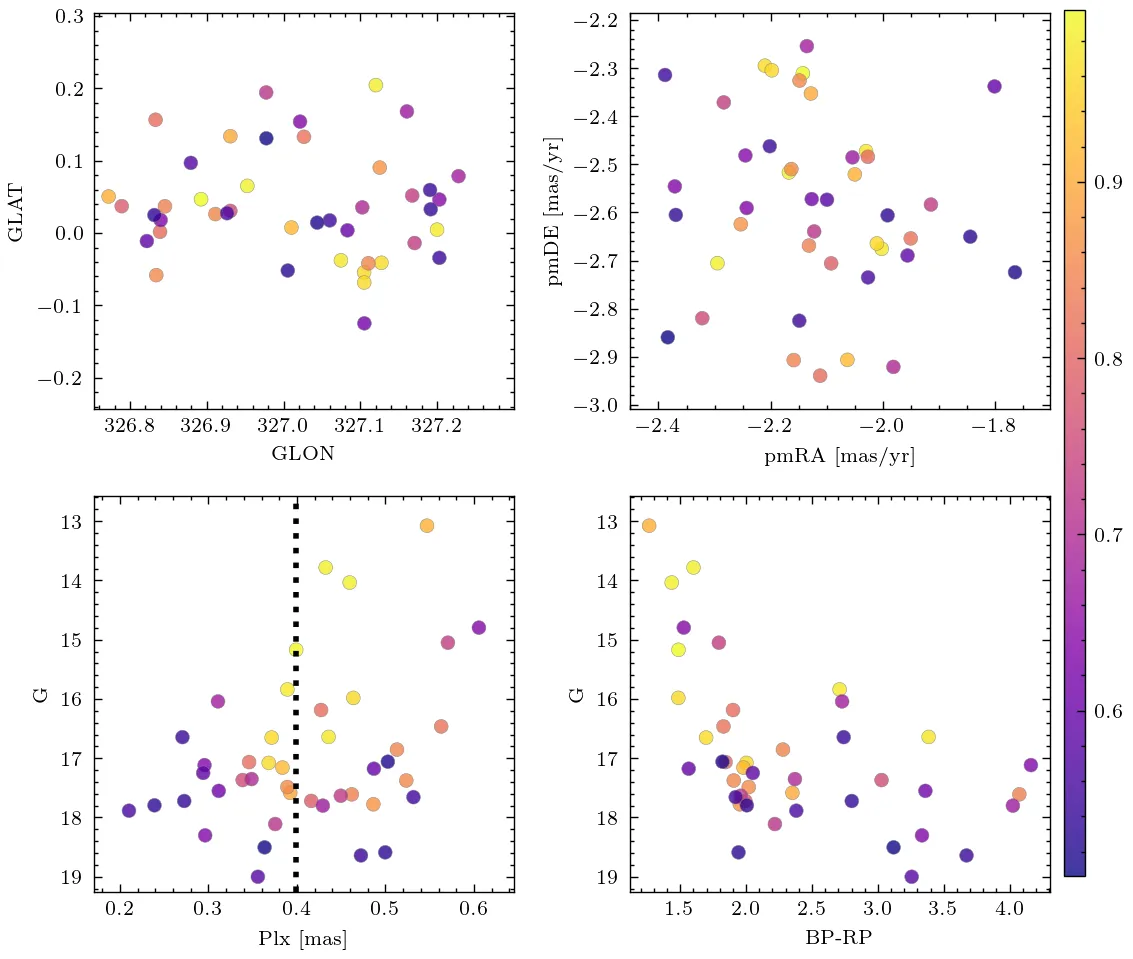 0.3
0.2
0.1
0.0
−0.1
−0.2
GLAT
326.8 326.9 327.0 327.1 327.2
GLON
−2.2
−2.3
−2.4
−2.5
−2.6
−2.7
−2.8
−2.9
−3.0
pmDE [mas/yr]
−2.4 −2.2 −2.0 −1.8
pmRA [mas/yr]
0.9
0.8
0.7
0.6
13
14
15
16
17
18
19
G
0.2 0.3 0.4 0.5 0.6
Plx [mas]
13
14
15
16
17
18
19
G
1.5 2.0 2.5 3.0 3.5 4.0
BP-RP